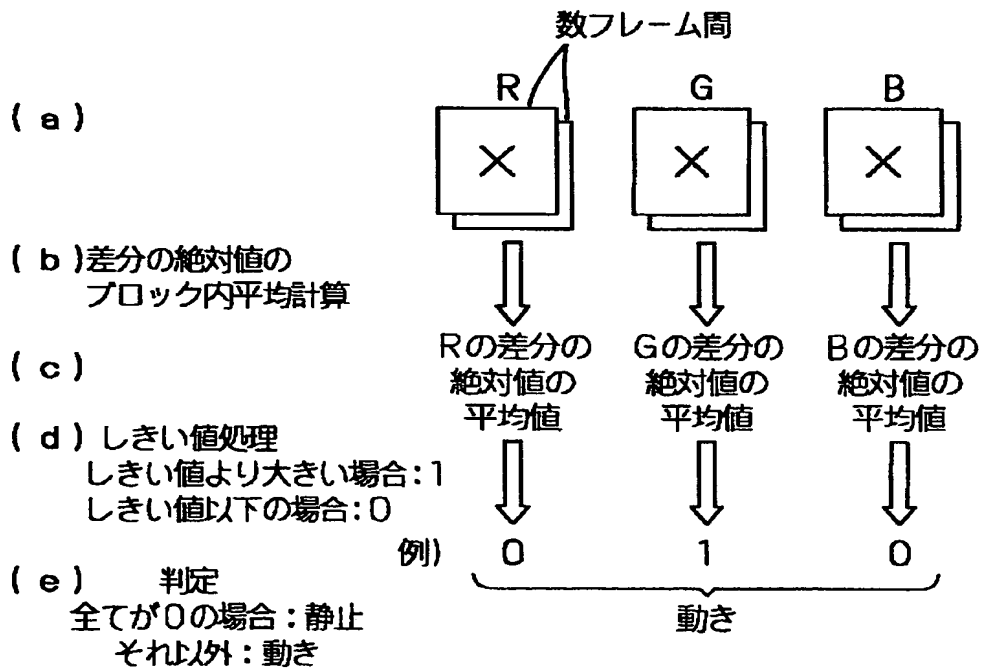 数フレーム間
R G B
( a )
( b )差分の絶対値の
ブロック内平均計算
( c )
Rの差分の
絶対値の
平均値
Gの差分の
絶対値の
平均値
Bの差分の
絶対値の
平均値
( d ) しきい値処理
しきい値より大きい場合:1
しきい値以下の場合:0
例) 0 1 0
( e ) 判定
全てが0の場合:静止
それ以外:動き
動き